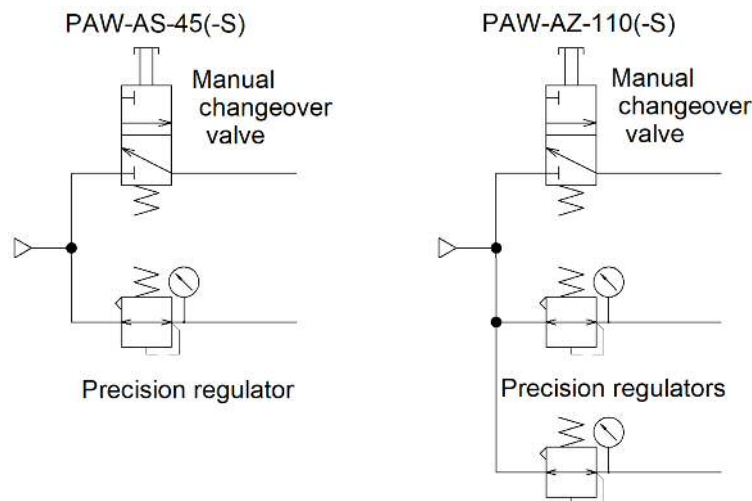 PAW-AS-45(-S)
Manual
changeover
valve
Precision regulator
PAW-AZ-110(-S)
Manual
changeover
valve
Precision regulators